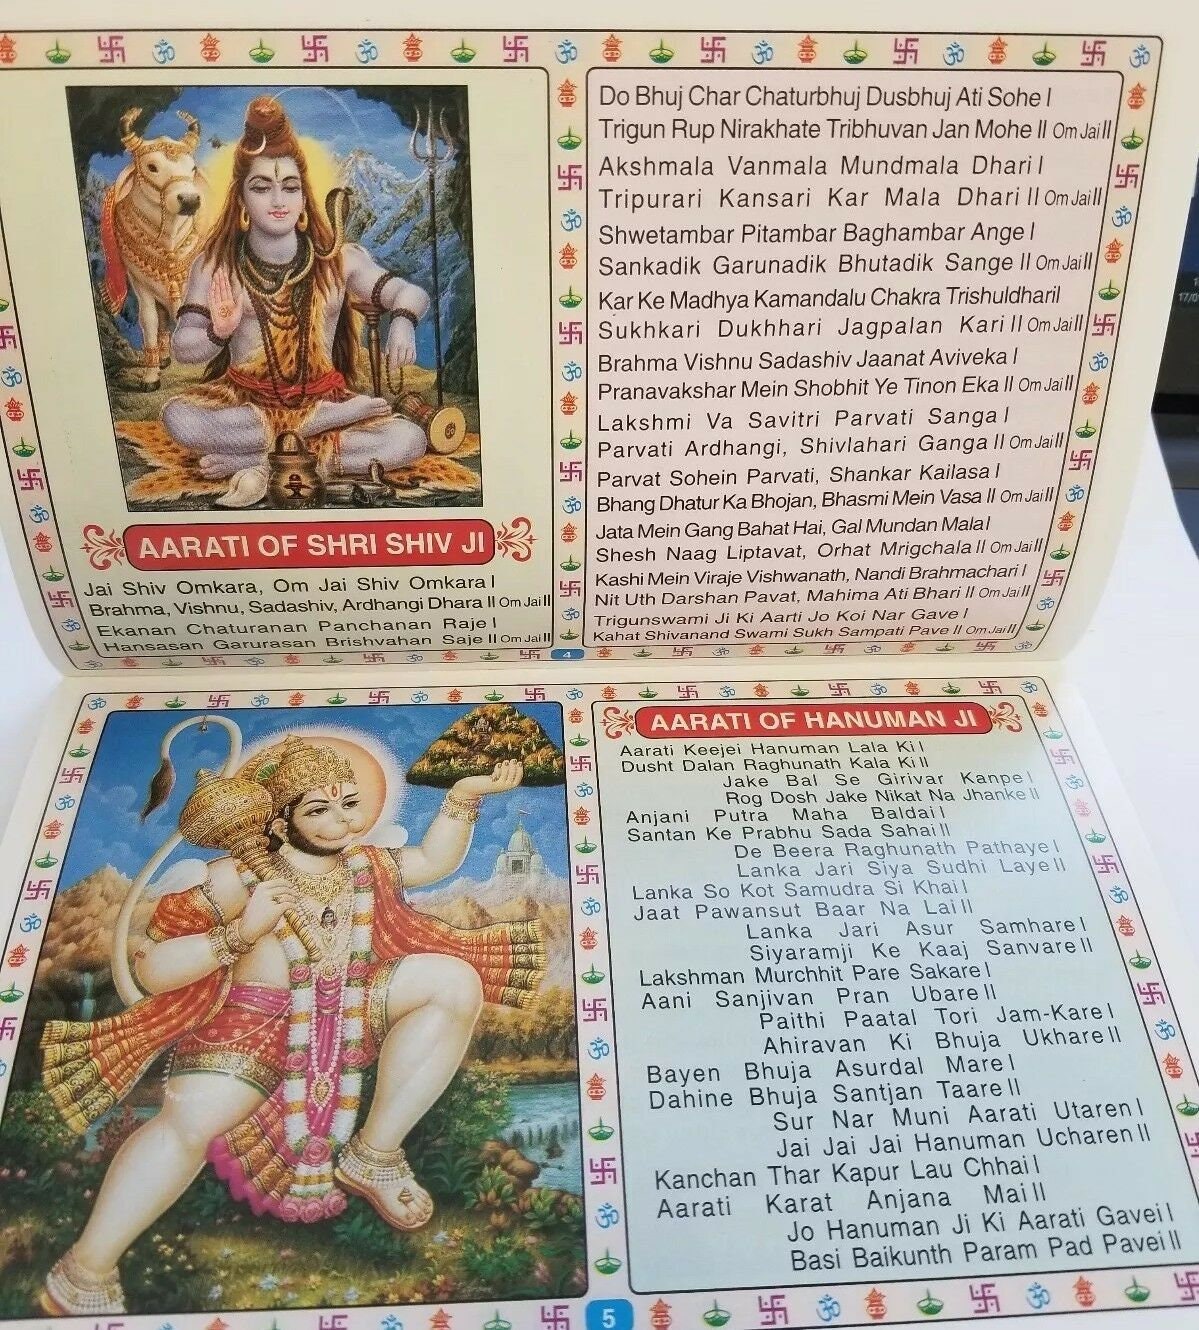 AARATI OF SHRI SHIV JI
Jai Shiv Omkara, Om Jai Shiv Omkara I
Brahma, Vishnu, Sadashiv, Ardhangi Dhara II Om Jai II
Ekanan Chaturanan Panchanan Raje I
Hansasan Garurasan Brishvahan Saje II Om Jai II
Do Bhuj Char Chaturbhuj Dusbhuj Ati Sohe I
Trigun Rup Nirakhate Tribhuvan Jan Mohe II Om Jai II
Akshmala Vanmala Mundmala Dhari I
Tripurari Kansari Kar Mala Dhari II Om Jai II
Shwetambar Pitambar Baghambar Ange I
Sankadik Garunadik Bhutadik Sange II Om Jai II
Kar Ke Madhya Kamandalu Chakra Trishuldharil
Sukhkari Dukhhari Jagpalan Kari II Om Jai II
Brahma Vishnu Sadashiv Jaanat Aviveka I
Pranavakshar Mein Shobhit Ye Tinon Eka II Om Jai II
Lakshmi Va Savitri Parvati Sanga I
Parvati Ardhangi, Shivlahari Ganga II Om Jai II
Parvat Sohein Parvati, Shankar Kailasa I
Bhang Dhatur Ka Bhojan, Bhasmi Mein Vasa II Om Jai II
Jata Mein Gang Bahat Hai, Gal Mundan Mala I
Shesh Naag Liptavat, Orhat Mrigchala II Om Jai II
Kashi Mein Viraje Vishwanath, Nandi Brahmachari I
Nit Uth Darshan Pavat, Mahima Ati Bhari II Om Jai II
Trigunswami Ji Ki Aarti Jo Koi Nar Gave I
Kahat Shivanand Swami Sukh Sampati Pave II Om Jai II
4
AARATI OF HANUMAN JI
Aarati Keejei Hanuman Lala Ki I
Dusht Dalan Raghunath Kala Ki II
Jake Bal Se Girivar Kanpe I
Rog Dosh Jake Nikat Na Jhanke II
Anjani Putra Maha Baldai I
Santan Ke Prabhu Sada Sahai II
De Beera Raghunath Pathaye I
Lanka Jari Siya Sudhi Laye II
Lanka So Kot Samudra Si Khai I
Jaat Pawansut Baar Na Lai II
Lanka Jari Asur Samhare I
Siyaramji Ke Kaaj Sanvare II
Lakshman Murchhit Pare Sakare I
Aani Sanjivan Pran Ubare II
Paithi Paatal Tori Jam-Kare I
Ahiravan Ki Bhuja Ukhare II
Bayen Bhuja Asurdal Mare I
Dahine Bhuja Santjan Taare II
Sur Nar Muni Aarati Utaren I
Jai Jai Jai Hanuman Ucharen II
Kanchan Thar Kapur Lau Chhai I
Aarati Karat Anjana Mai II
Jo Hanuman Ji Ki Aarati Gavei I
Basi Baikunth Param Pad Pavei II
5